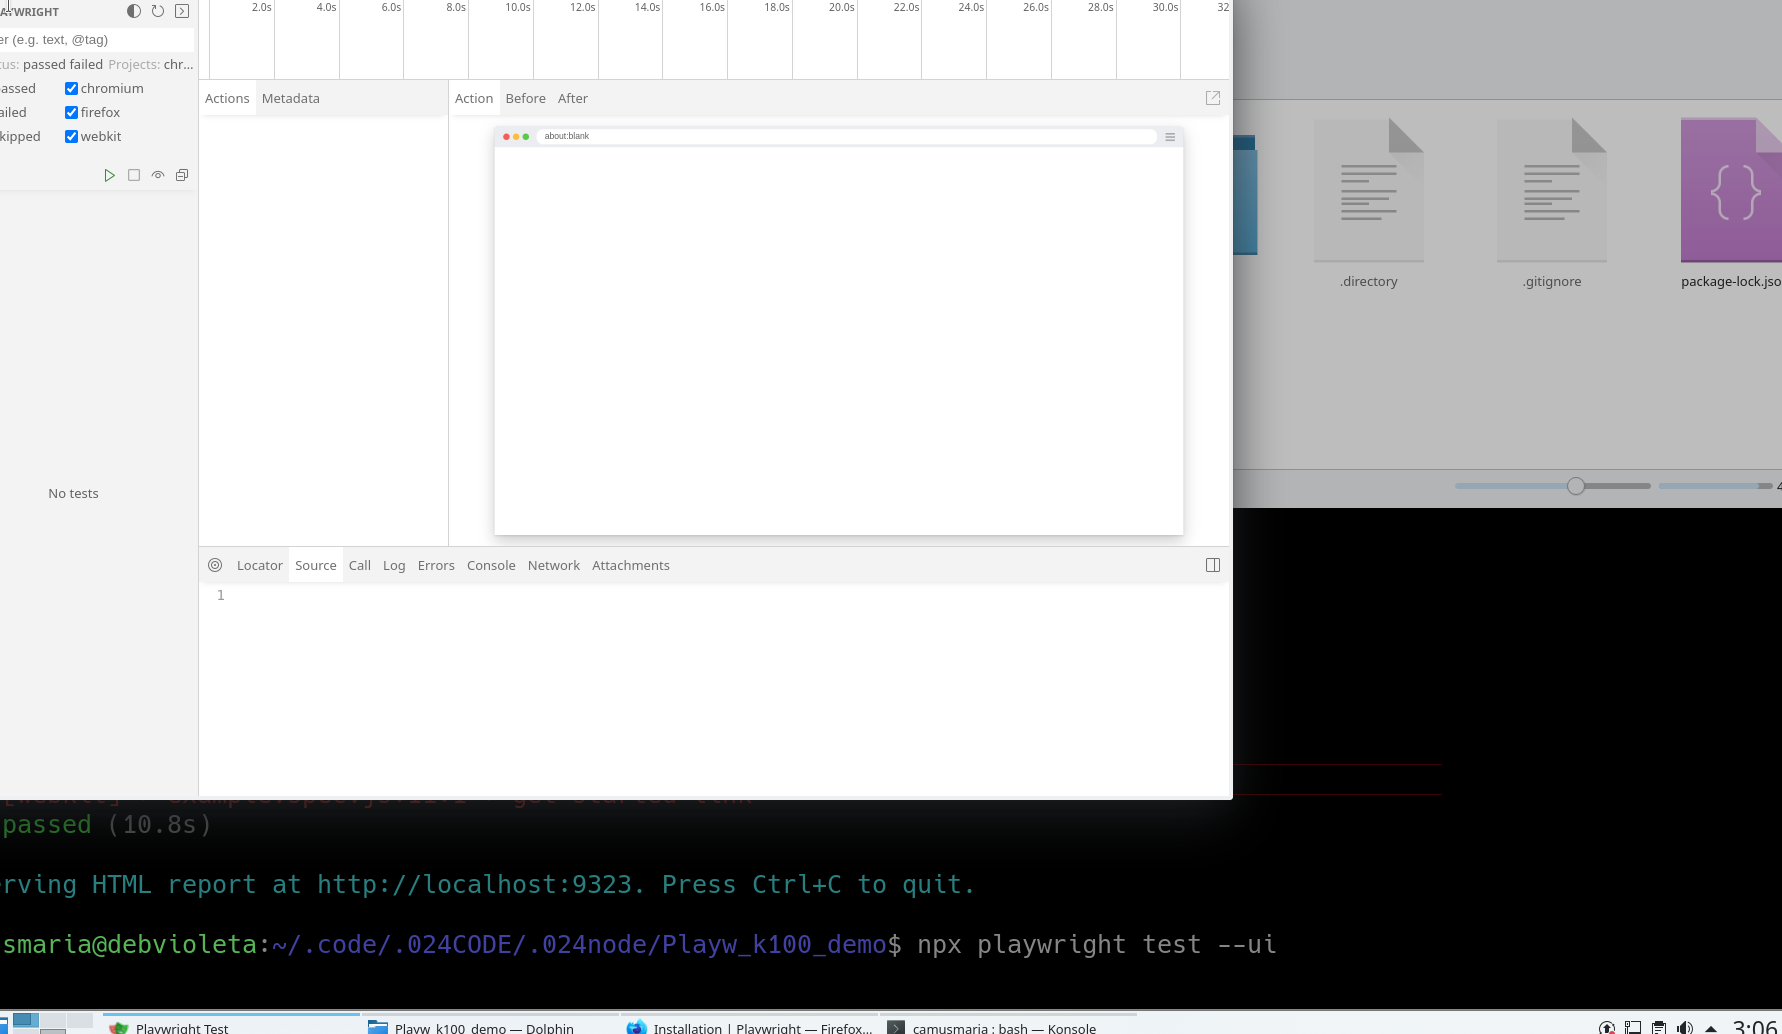 AYWRIGHT
2.0s 4.0s 6.0s 8.0s 10.0s 12.0s 14.0s 16.0s 18.0s 20.0s 22.0s 24.0s 26.0s 28.0s 30.0s 32
er (e.g. text, @tag)
tus: passed failed Projects: chr...
assed chromium
ailed firefox
kipped webkit
No tests
Actions Metadata
Action Before After
about:blank
Locator Source Call Log Errors Console Network Attachments
1
.directory
.gitignore
package-lock.jso
4
passed (10.8s)
rving HTML report at http://localhost:9323. Press Ctrl+C to quit.
smaria@debvioleta:~/.code/.024CODE/.024node/Playw_k100_demo$ npx playwright test --ui
Playwright Test
Playw_k100_demo — Dolphin
Installation | Playwright — Firefox...
camusmaria : bash — Konsole
3:06